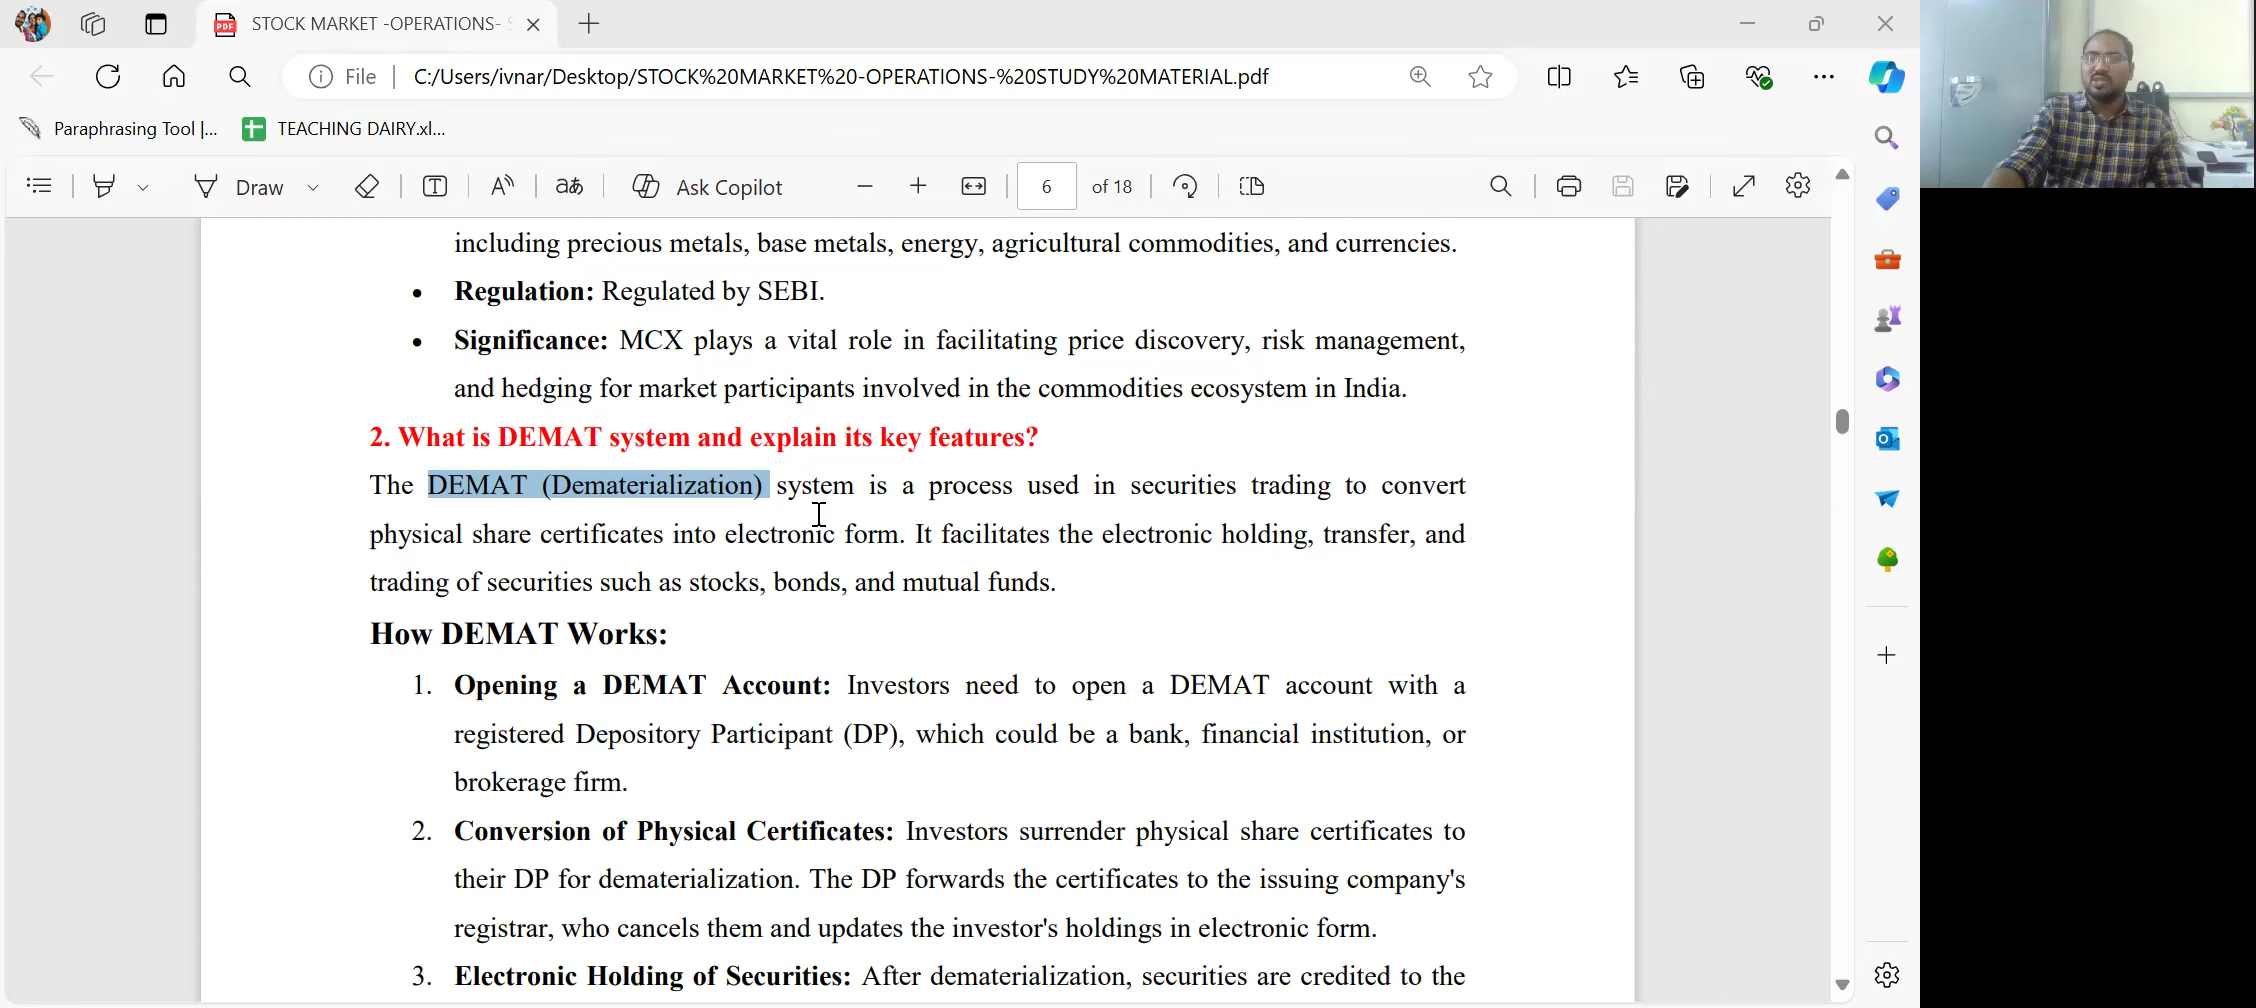 STOCK MARKET -OPERATIONS-
File
C:/Users/ivnar/Desktop/STOCK%20MARKET%20-OPERATIONS-%20STUDY%20MATERIAL.pdf
Paraphrasing Tool |... TEACHING DAIRY.xl...
Draw
Ask Copilot
6 of 18
including precious metals, base metals, energy, agricultural commodities, and currencies.
• Regulation: Regulated by SEBI.
• Significance: MCX plays a vital role in facilitating price discovery, risk management,
and hedging for market participants involved in the commodities ecosystem in India.
2. What is DEMAT system and explain its key features?
The DEMAT (Dematerialization) system is a process used in securities trading to convert
physical share certificates into electronic form. It facilitates the electronic holding, transfer, and
trading of securities such as stocks, bonds, and mutual funds.
How DEMAT Works:
1. Opening a DEMAT Account: Investors need to open a DEMAT account with a
registered Depository Participant (DP), which could be a bank, financial institution, or
brokerage firm.
2. Conversion of Physical Certificates: Investors surrender physical share certificates to
their DP for dematerialization. The DP forwards the certificates to the issuing company's
registrar, who cancels them and updates the investor's holdings in electronic form.
3. Electronic Holding of Securities: After dematerialization, securities are credited to the